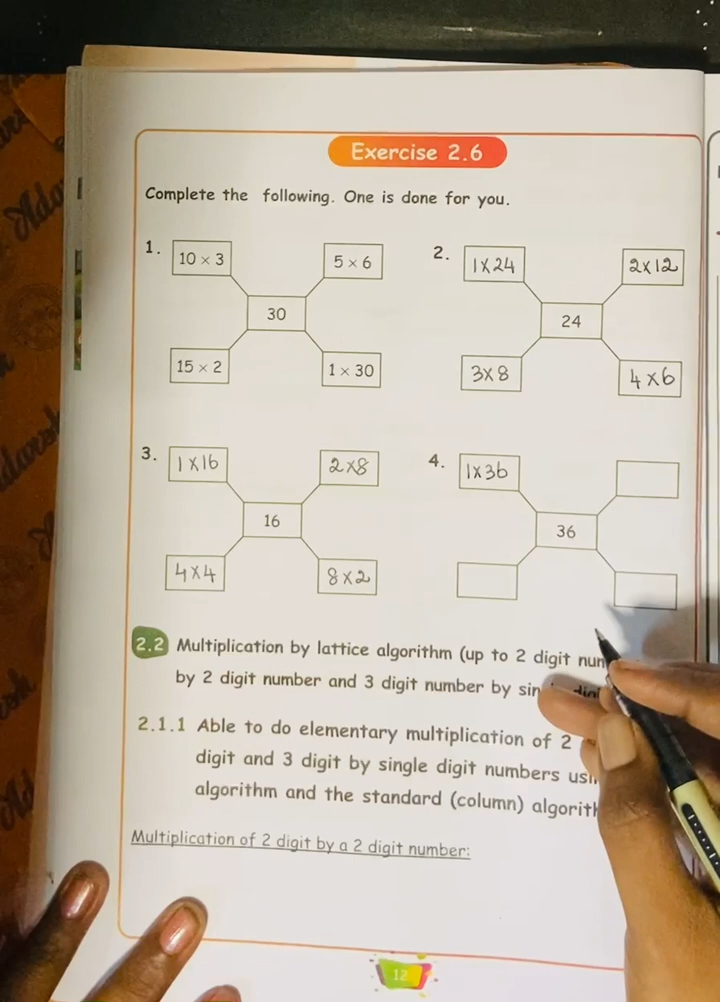 Exercise 2.6
Complete the following. One is done for you.
1.
10 × 3
5 × 6
30
15 × 2
1 × 30
2.
1×24
2×12
24
3×8
4×6
3.
1×16
2×8
16
4×4
8×2
4.
1×36
36
2.2 Multiplication by lattice algorithm (up to 2 digit
by 2 digit number and 3 digit number by
2.1.1 Able to do elementary multiplication of 2
digit and 3 digit by single digit numbers
algorithm and the standard (column)
Multiplication of 2 digit by a 2 digit number:
12